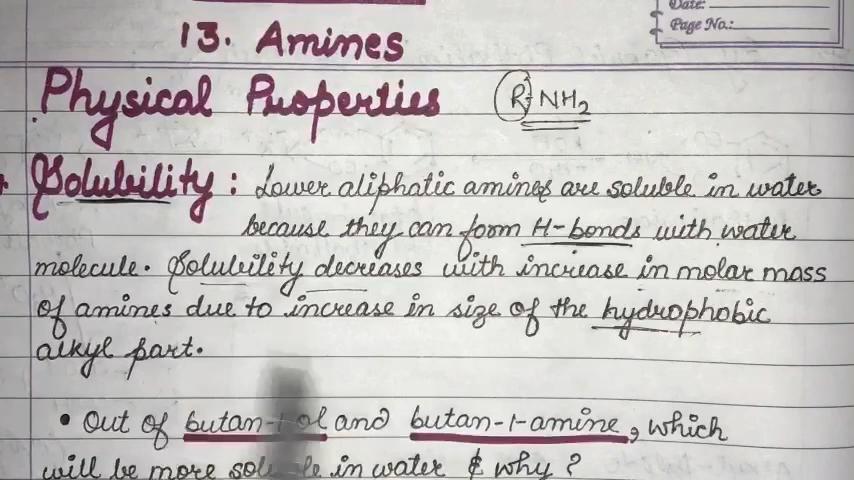 Date:
Page No.:
13. Amines
Physical Properties R NH2
Solubility : Lower aliphatic amines are soluble in water
because they can form H-bonds with water
molecule. Solubility decreases with increase in molar mass
of amines due to increase in size of the hydrophobic
alkyl part.
• Out of butan-1-ol and butan-1-amine, which
will be more soluble in water & why?